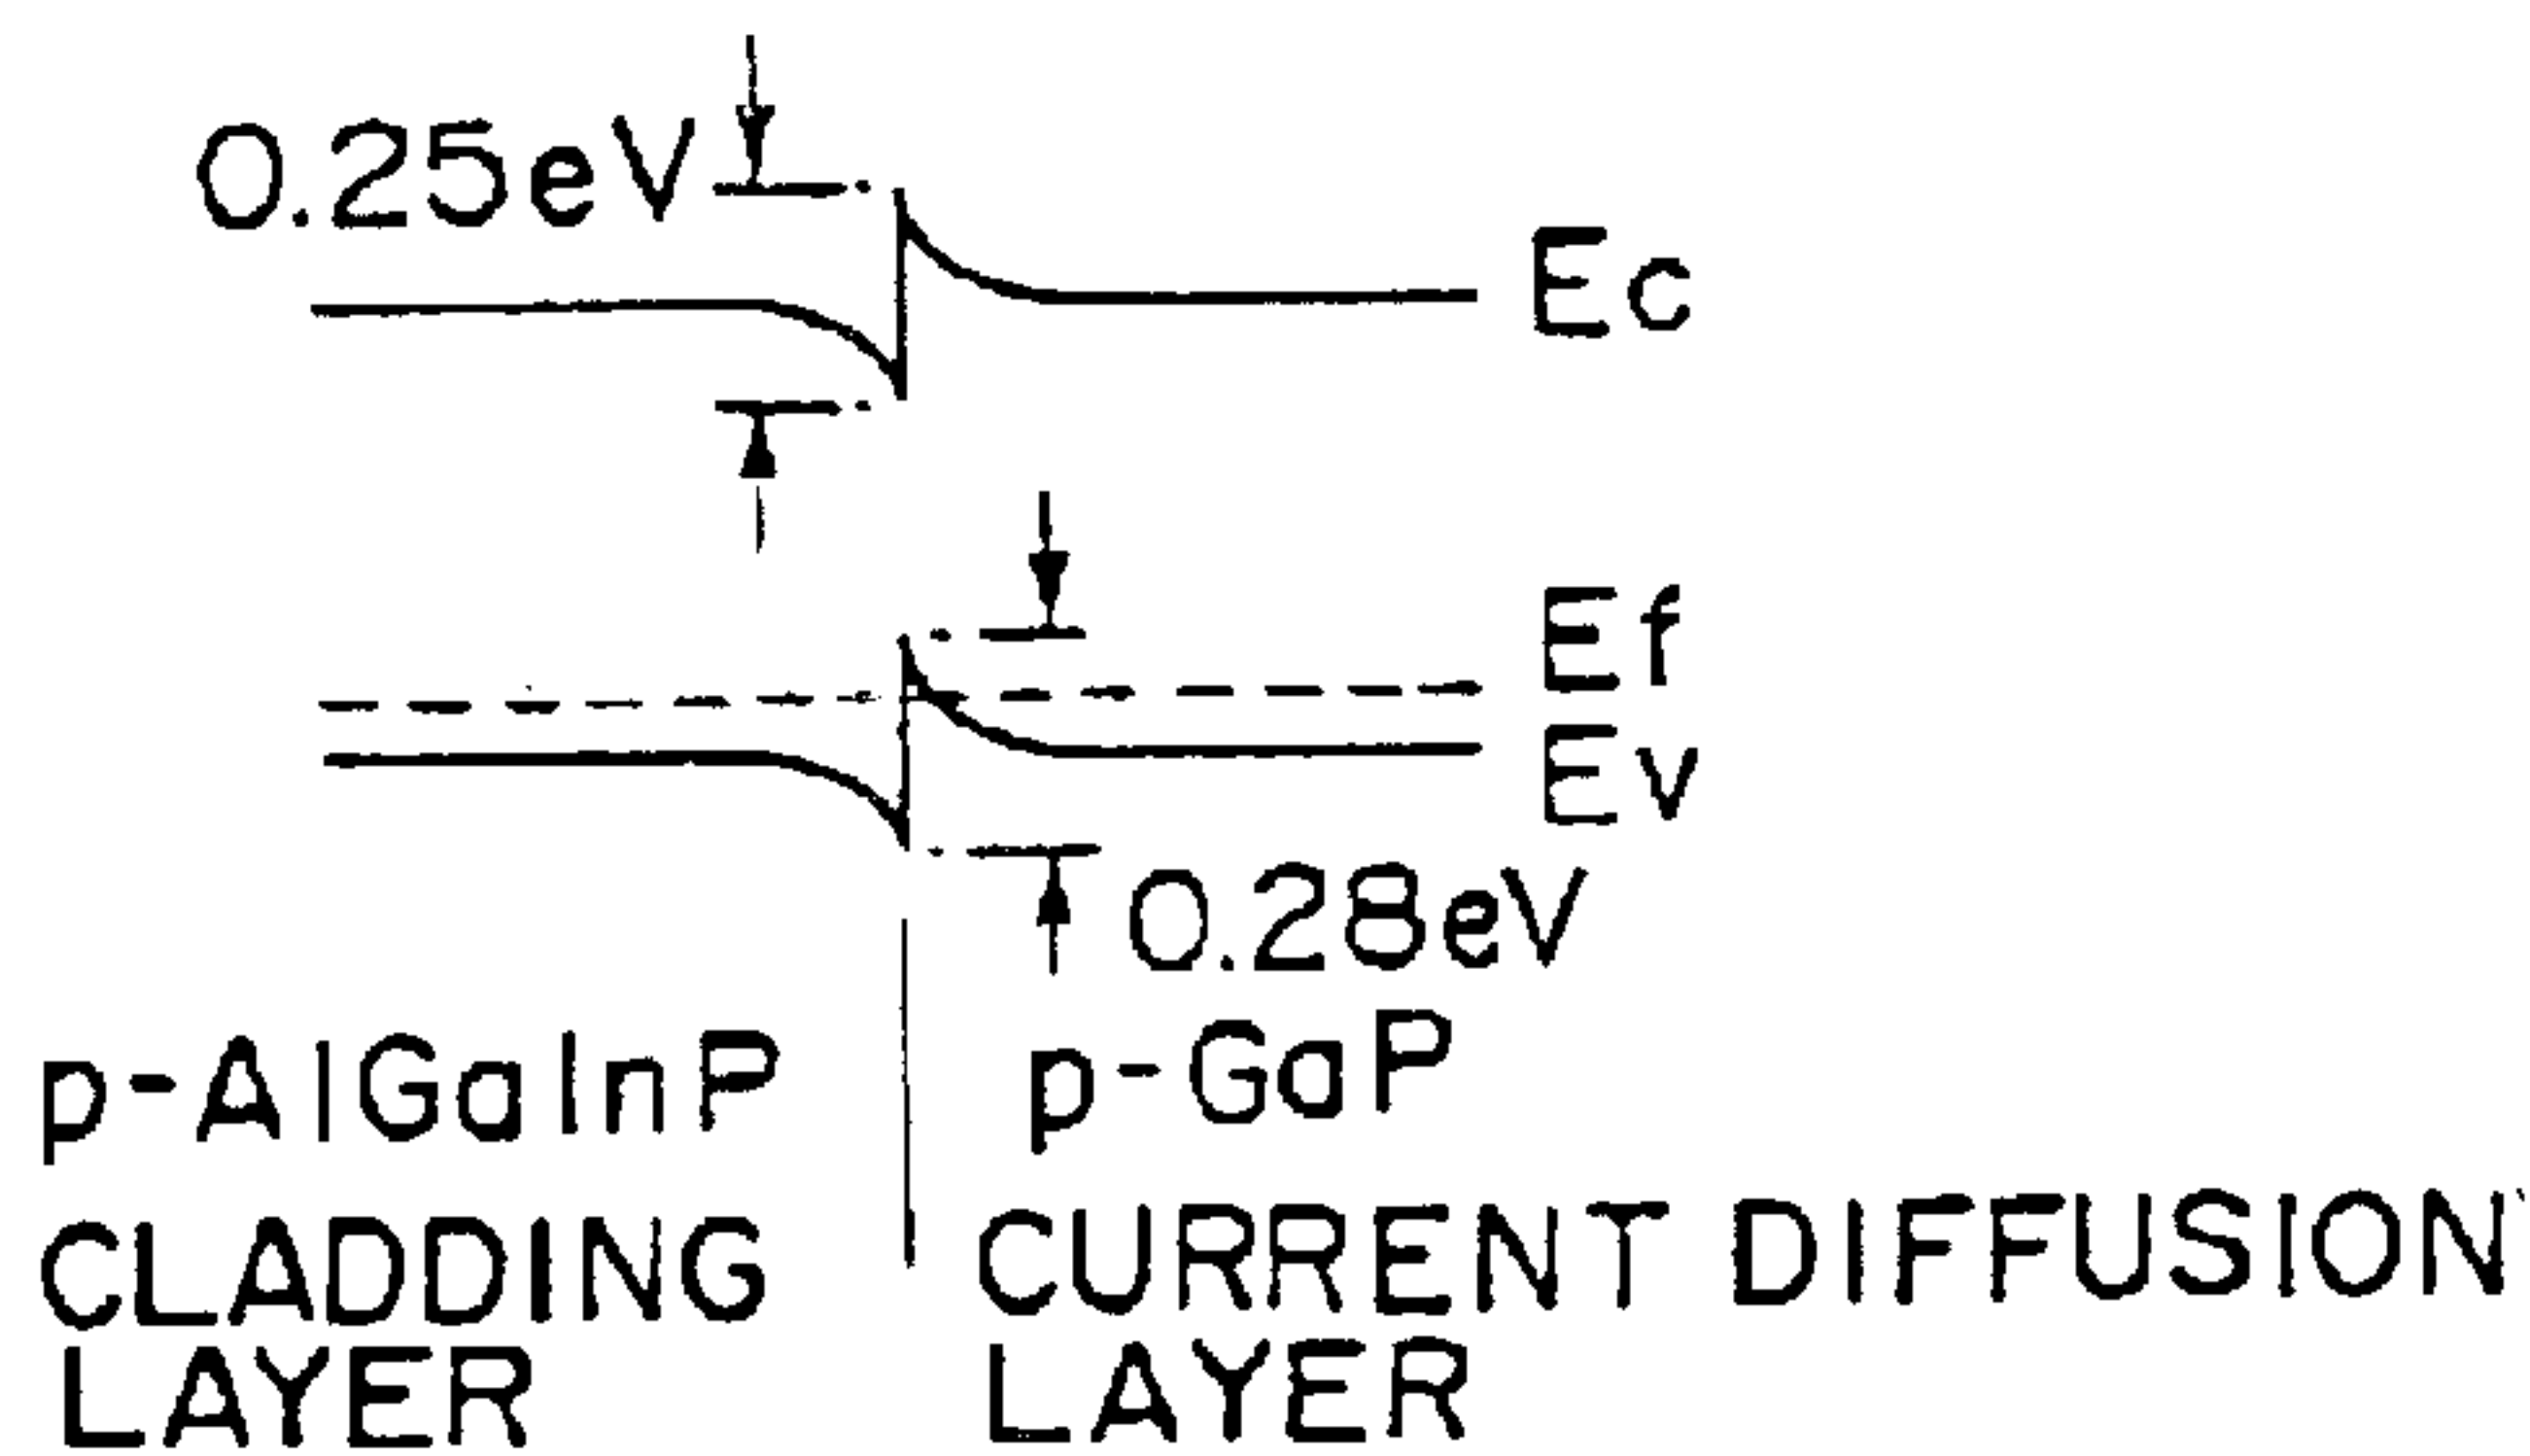 0.25eV
Ec
Ef
Ev
0.28eV
p-AlGaInP
CLADDING
LAYER
p-GaP
CURRENT DIFFUSION
LAYER